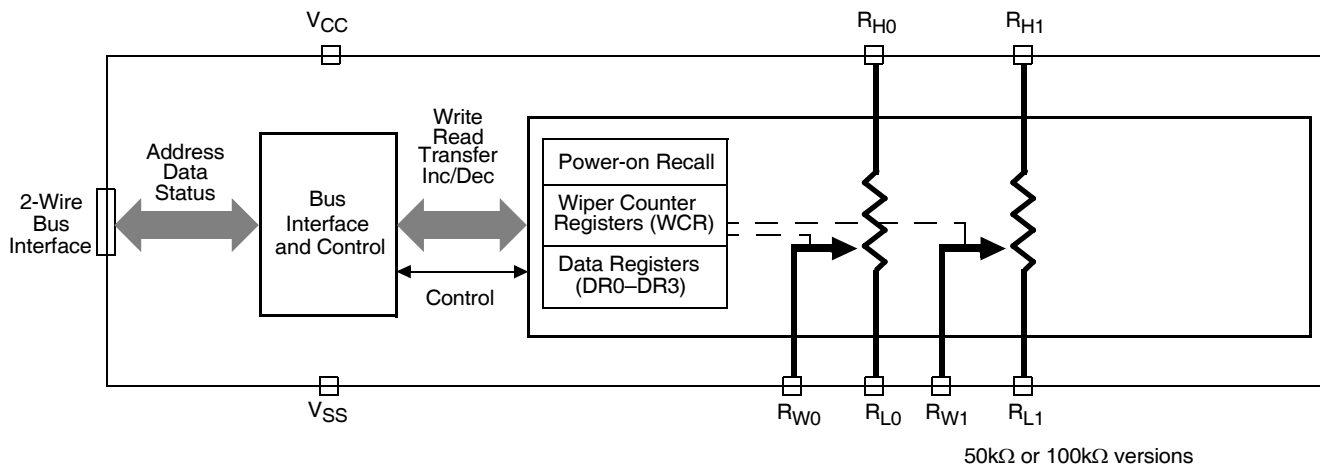 VCC
RH0
RH1
2-Wire
Bus
Interface
Address
Data
Status
Bus
Interface
and Control
Write
Read
Transfer
Inc/Dec
Control
Power-on Recall
Wiper Counter
Registers (WCR)
Data Registers
(DR0–DR3)
VSS
RW0
RL0
RW1
RL1
50kΩ or 100kΩ versions